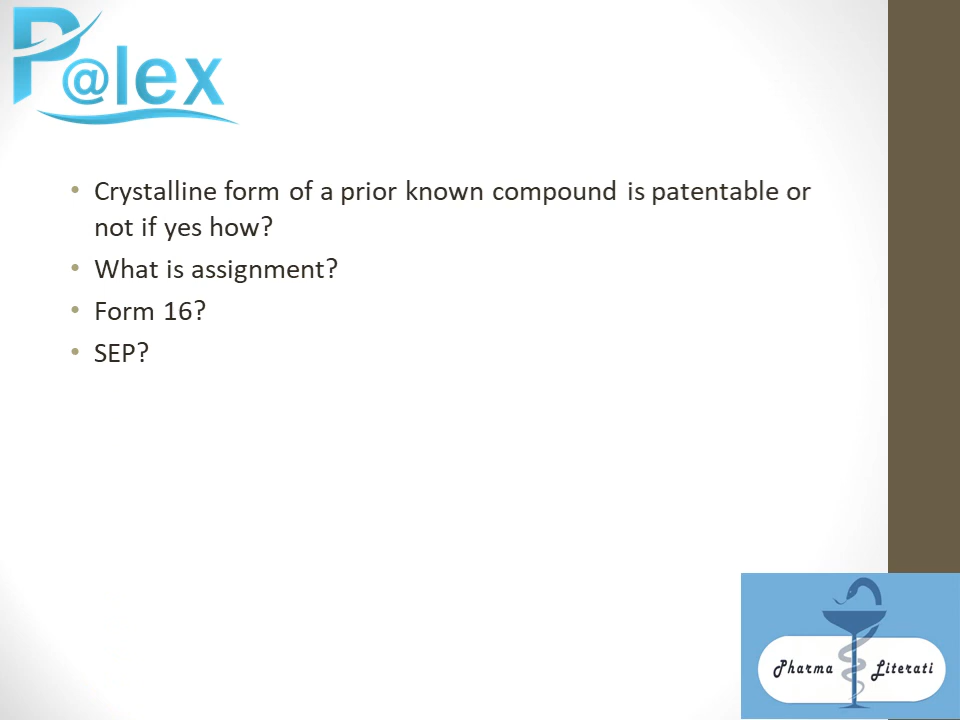 P@lex
• Crystalline form of a prior known compound is patentable or
not if yes how?
• What is assignment?
• Form 16?
• SEP?
Pharma Literati